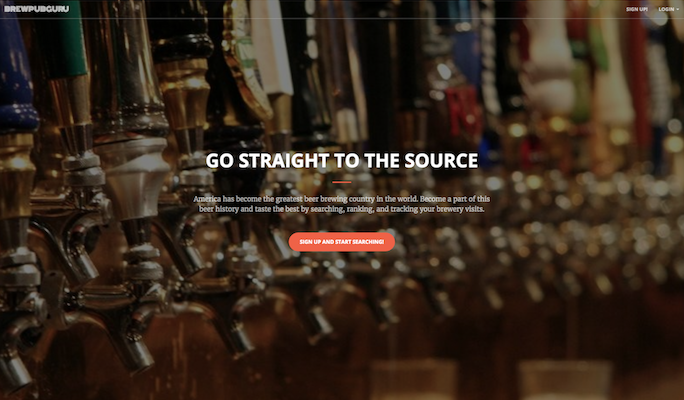 BREWPUBGURU
SIGN UP!
LOGIN
GO STRAIGHT TO THE SOURCE
America has become the greatest beer brewing country in the world. Become a part of this
beer history and taste the best by searching, ranking, and tracking your brewery visits.
SIGN UP AND START SEARCHING!